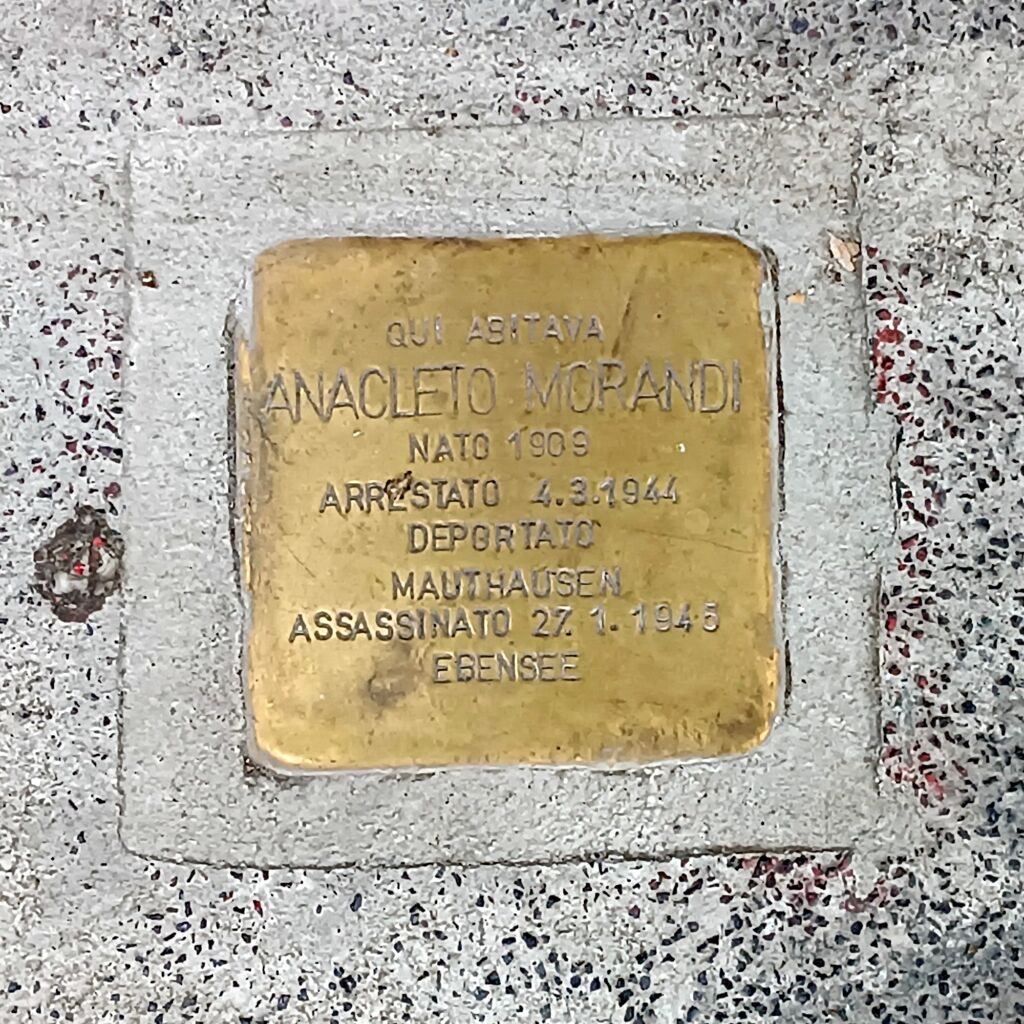 QUI ABITAVA
ANACLETO MORANDI
NATO 1909
ARRESTATO 4.3.1944
DEPORTATO
MAUTHAUSEN
ASSASSINATO 27.1.1945
EBENSEE